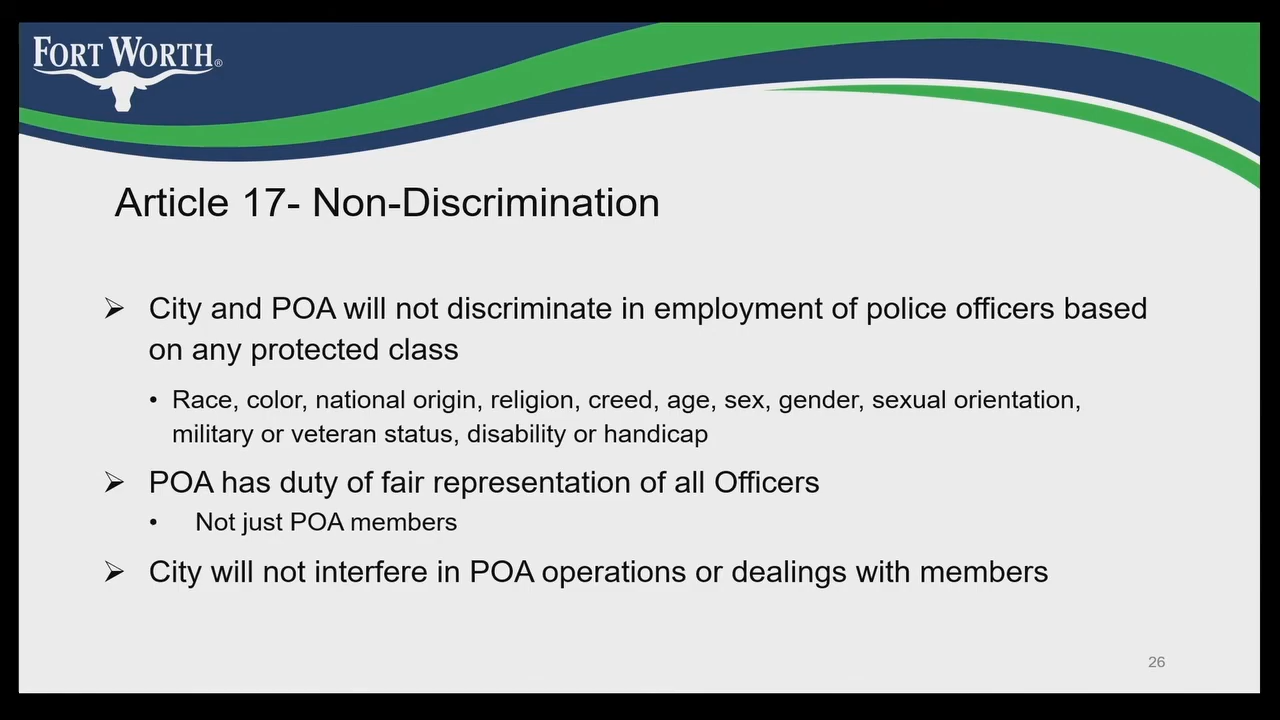 FORT WORTH®
Article 17- Non-Discrimination
➢ City and POA will not discriminate in employment of police officers based
on any protected class
• Race, color, national origin, religion, creed, age, sex, gender, sexual orientation,
military or veteran status, disability or handicap
➢ POA has duty of fair representation of all Officers
• Not just POA members
➢ City will not interfere in POA operations or dealings with members
26